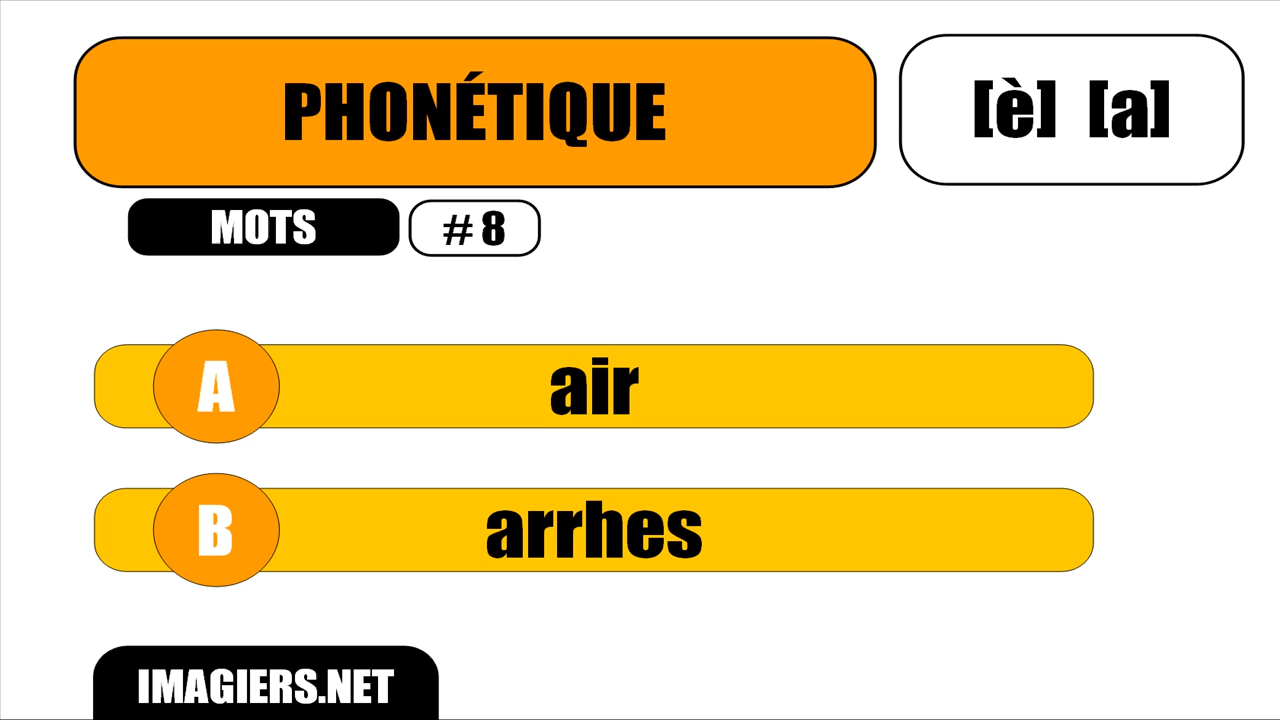 PHONÉTIQUE
[è] [a]
MOTS
# 8
A
air
B
arrhes
IMAGIERS.NET